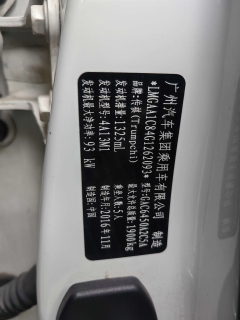 广州汽车集团乘用车有限公司 制造
*LMGAA1C84G1262093*
品牌:传祺(Trumpchi) 型号:GAC6450K2C5A
发动机排量:1325mL 最大允许总质量:1900kg
发动机型号:4A13M1 乘坐人数:5人
发动机最大净功率:93 kW 制造年月:2016年11月
制造国:中国